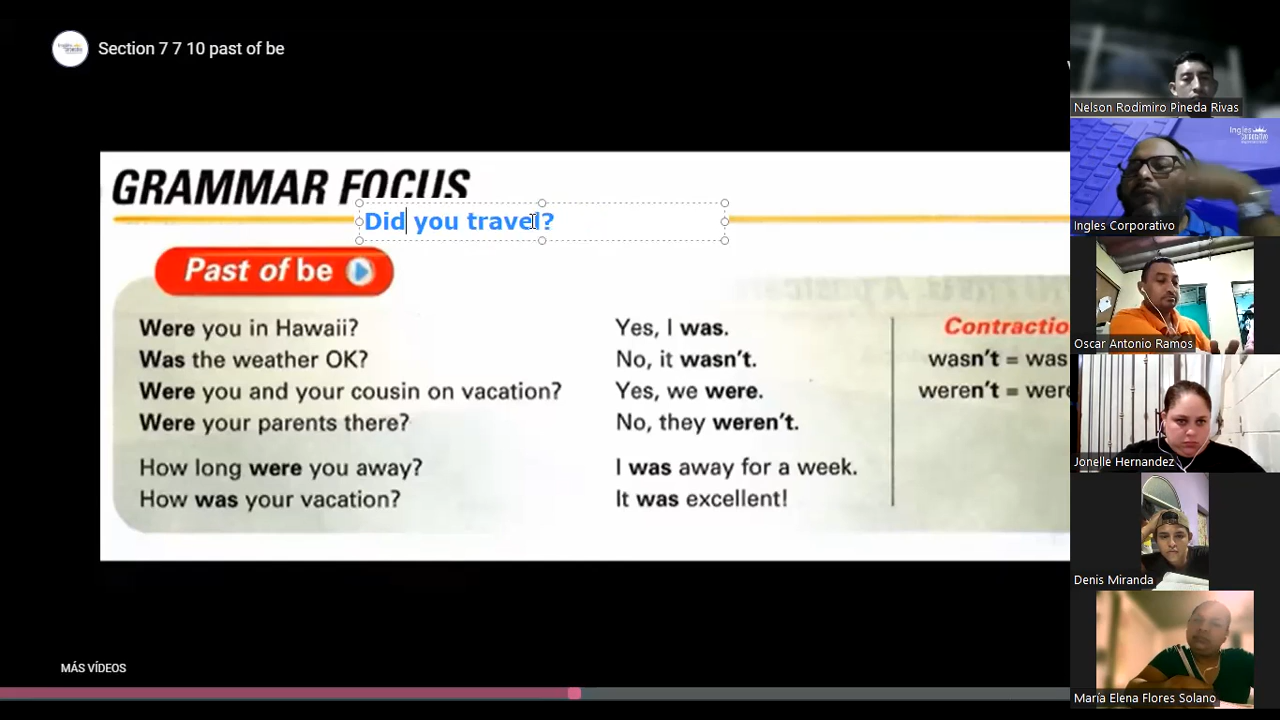 Section 7 7 10 past of be
GRAMMAR FOCUS
Did you travel?
Past of be
Were you in Hawaii?
Yes, I was.
Was the weather OK?
No, it wasn't.
Were you and your cousin on vacation?
Yes, we were.
Were your parents there?
No, they weren't.
How long were you away?
I was away for a week.
How was your vacation?
It was excellent!
Contractio
wasn't = was
weren't = were
MÁS VÍDEOS
Nelson Rodimiro Pineda Rivas
Ingles Corporativo
Oscar Antonio Ramos
Jonelle Hernandez
Denis Miranda
María Elena Flores Solano